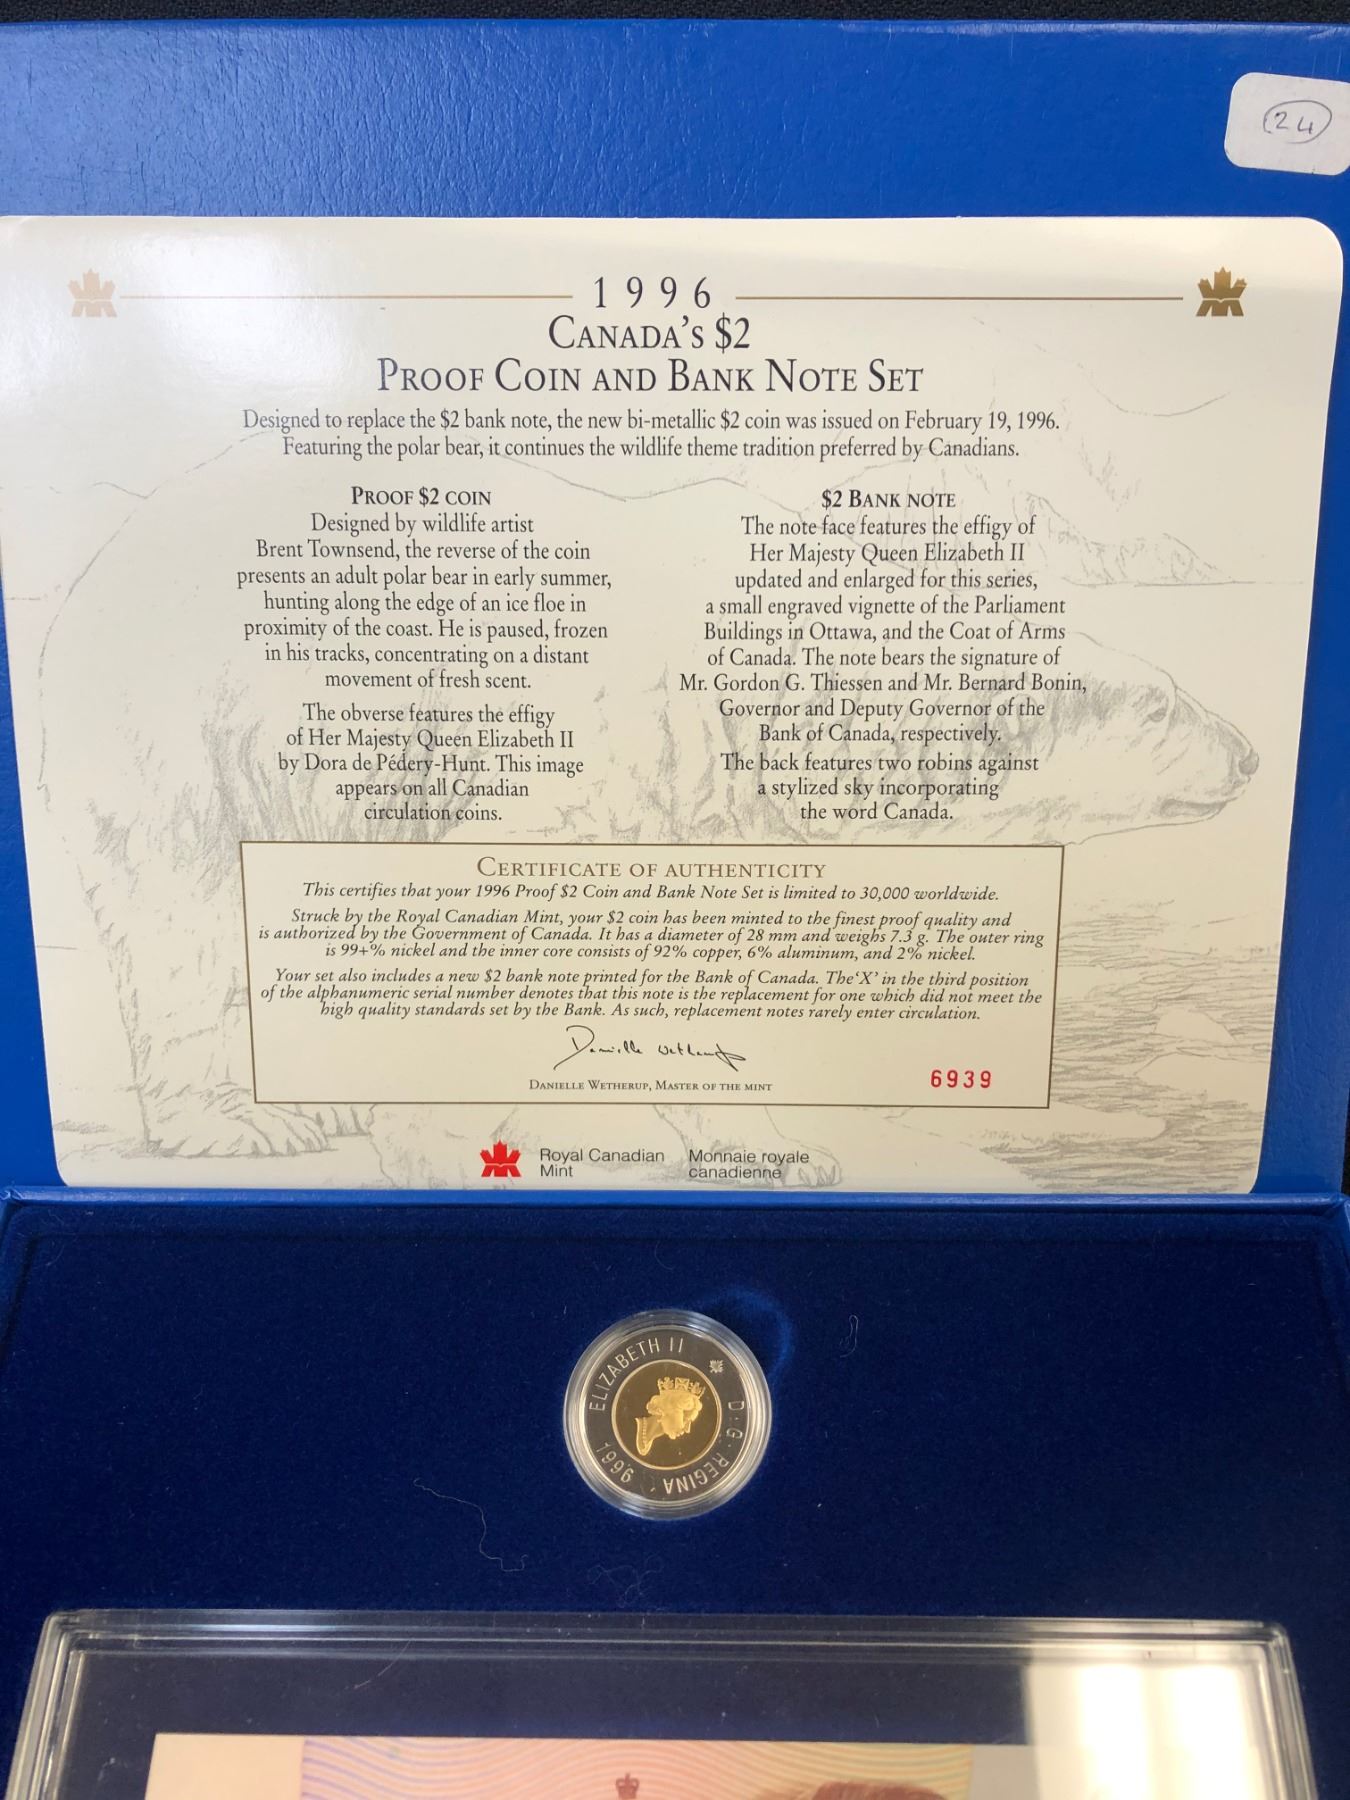 24
1996
CANADA'S $2
PROOF COIN AND BANK NOTE SET
Designed to replace the $2 bank note, the new bi-metallic $2 coin was issued on February 19, 1996.
Featuring the polar bear, it continues the wildlife theme tradition preferred by Canadians.
PROOF $2 COIN
Designed by wildlife artist
Brent Townsend, the reverse of the coin
presents an adult polar bear in early summer,
hunting along the edge of an ice floe in
proximity of the coast. He is paused, frozen
in his tracks, concentrating on a distant
movement of fresh scent.
The obverse features the effigy
of Her Majesty Queen Elizabeth II
by Dora de Pédery-Hunt. This image
appears on all Canadian
circulation coins.
$2 BANK NOTE
The note face features the effigy of
Her Majesty Queen Elizabeth II
updated and enlarged for this series,
a small engraved vignette of the Parliament
Buildings in Ottawa, and the Coat of Arms
of Canada. The note bears the signature of
Mr. Gordon G. Thiessen and Mr. Bernard Bonin,
Governor and Deputy Governor of the
Bank of Canada, respectively.
The back features two robins against
a stylized sky incorporating
the word Canada.
CERTIFICATE OF AUTHENTICITY
This certifies that your 1996 Proof $2 Coin and Bank Note Set is limited to 30,000 worldwide.
Struck by the Royal Canadian Mint, your $2 coin has been minted to the finest proof quality and
is authorized by the Government of Canada. It has a diameter of 28 mm and weighs 7.3 g. The outer ring
is 99+% nickel and the inner core consists of 92% copper, 6% aluminum, and 2% nickel.
Your set also includes a new $2 bank note printed for the Bank of Canada. The 'X' in the third position
of the alphanumeric serial number denotes that this note is the replacement for one which did not meet the
high quality standards set by the Bank. As such, replacement notes rarely enter circulation.
Danielle Wetherup
DANIELLE WETHERUP, MASTER OF THE MINT
6939
Royal Canadian
Mint
Monnaie royale
canadienne
ELIZABETH II
D·G·REGINA
1996